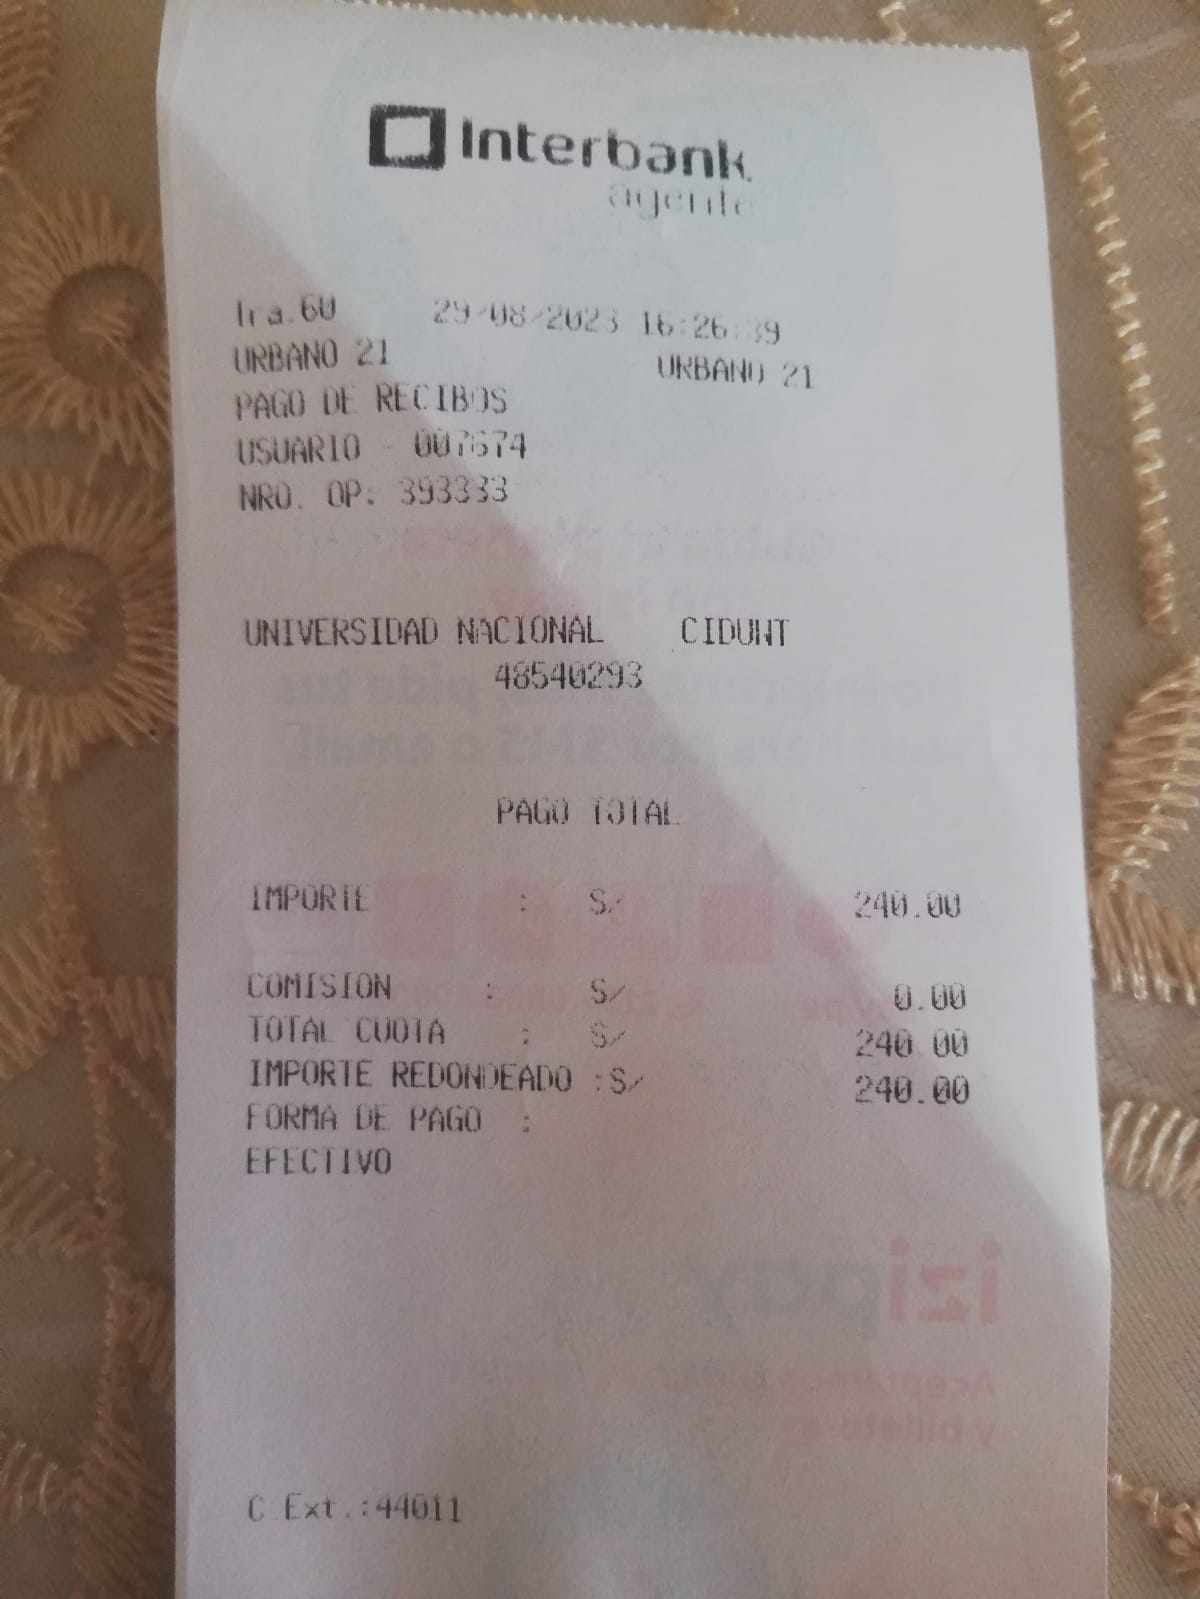 Interbank
agente
Tra.60 29/08/2023 16:26:39
URBANO 21 URBANO 21
PAGO DE RECIBOS
USUARIO - 007674
NRO. OP: 393333
UNIVERSIDAD NACIONAL CIDUNT
48540293
PAGO TOTAL
IMPORTE : S/ 240.00
COMISION : S/ 0.00
TOTAL CUOTA : S/ 240.00
IMPORTE REDONDEADO :S/ 240.00
FORMA DE PAGO :
EFECTIVO
izipay
C Ext.:44011